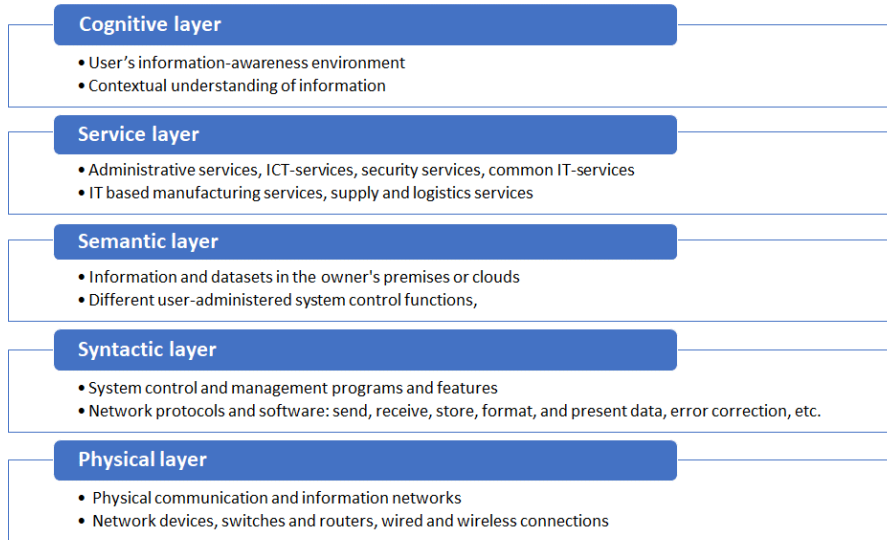 Cognitive layer
• User's information-awareness environment
• Contextual understanding of information
Service layer
• Administrative services, ICT-services, security services, common IT-services
• IT based manufacturing services, supply and logistics services
Semantic layer
• Information and datasets in the owner's premises or clouds
• Different user-administered system control functions,
Syntactic layer
• System control and management programs and features
• Network protocols and software: send, receive, store, format, and present data, error correction, etc.
Physical layer
• Physical communication and information networks
• Network devices, switches and routers, wired and wireless connections